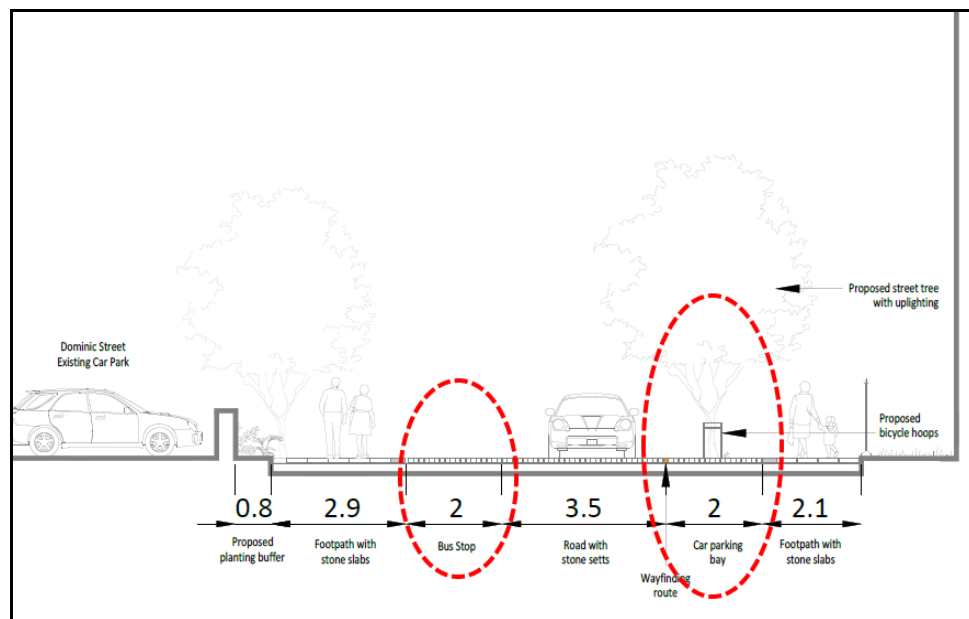 Proposed street tree
with uplighting
Dominic Street
Existing Car Park
Proposed
bicycle hoops
0.8
2.9
2
3.5
2
2.1
Proposed
planting buffer
Footpath with
stone slabs
Bus Stop
Road with
stone setts
Car parking
bay
Footpath with
stone slabs
Wayfinding
route